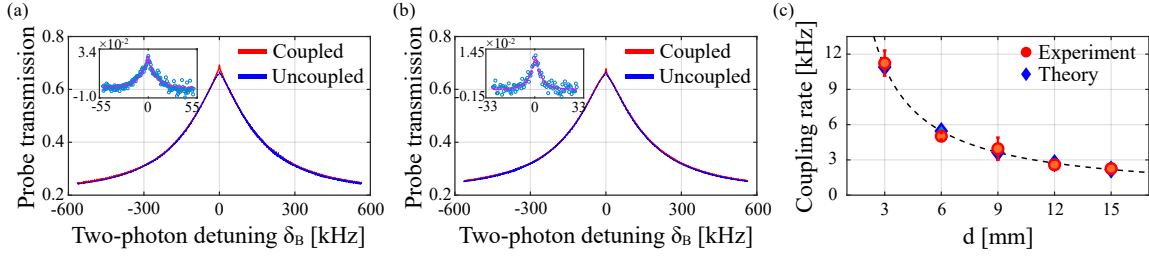 (a)
Probe transmission
0.8
0.6
0.4
0.2
-600
-300
0
300
600
Two-photon detuning δB [kHz]
Coupled
Uncoupled
×10-2
3.4
-1.0
-55
0
55
(b)
Probe transmission
0.8
0.6
0.4
0.2
-600
-300
0
300
600
Two-photon detuning δB [kHz]
Coupled
Uncoupled
×10-2
1.45
-0.15
-33
0
33
(c)
Coupling rate [kHz]
12
9
6
3
0
3
6
9
12
15
d [mm]
Experiment
Theory